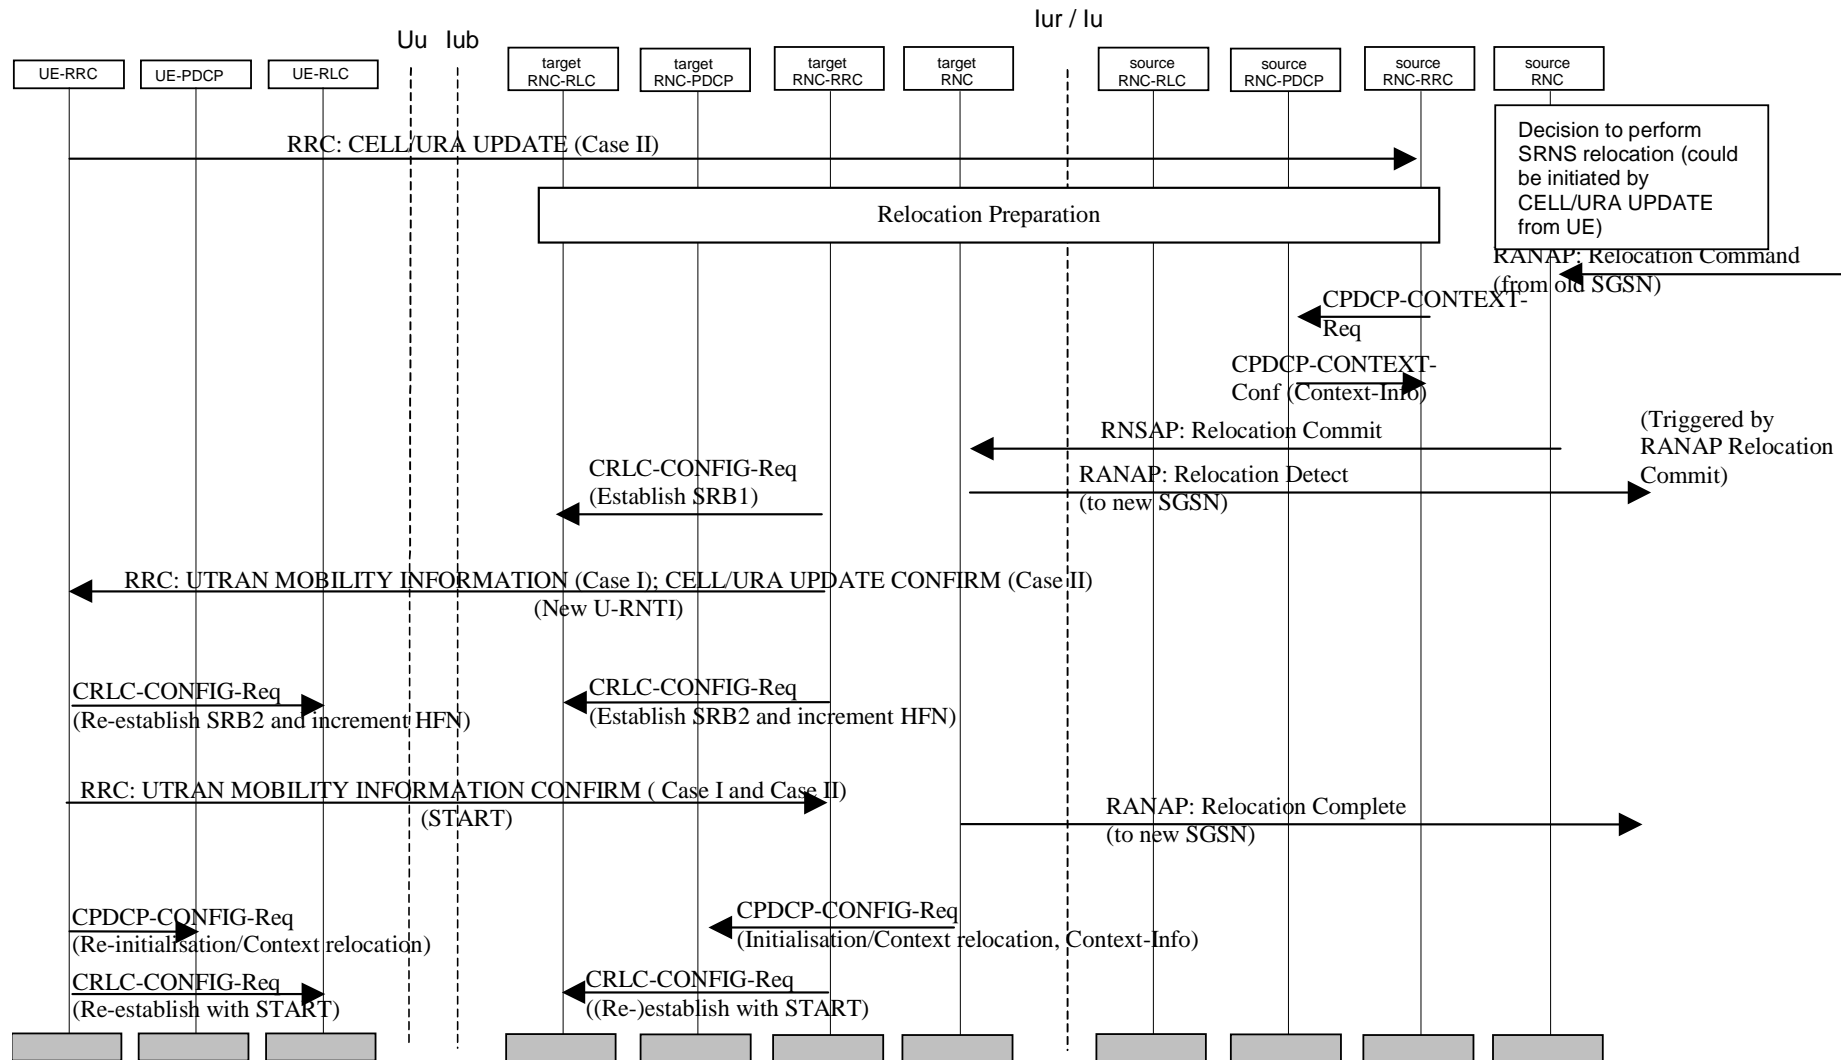 Iur / Iu
Uu
Iub
UE-RRC
UE-PDCP
UE-RLC
target
RNC-RLC
target
RNC-PDCP
target
RNC-RRC
target
RNC
source
RNC-RLC
source
RNC-PDCP
source
RNC-RRC
source
RNC
Decision to perform
SRNS relocation (could
be initiated by
CELL/URA UPDATE
from UE)
RRC: CELL/URA UPDATE (Case II)
Relocation Preparation
RANAP: Relocation Command
(from old SGSN)
CPDCP-CONTEXT-
Req
CPDCP-CONTEXT-
Conf (Context-Info)
RNSAP: Relocation Commit
(Triggered by
RANAP Relocation
Commit)
CRLC-CONFIG-Req
(Establish SRB1)
RANAP: Relocation Detect
(to new SGSN)
RRC: UTRAN MOBILITY INFORMATION (Case I); CELL/URA UPDATE CONFIRM (Case II)
(New U-RNTI)
CRLC-CONFIG-Req
(Re-establish SRB2 and increment HFN)
CRLC-CONFIG-Req
(Establish SRB2 and increment HFN)
RRC: UTRAN MOBILITY INFORMATION CONFIRM ( Case I and Case II)
(START)
RANAP: Relocation Complete
(to new SGSN)
CPDCP-CONFIG-Req
(Re-initialisation/Context relocation)
CPDCP-CONFIG-Req
(Initialisation/Context relocation, Context-Info)
CRLC-CONFIG-Req
(Re-establish with START)
CRLC-CONFIG-Req
((Re-)establish with START)